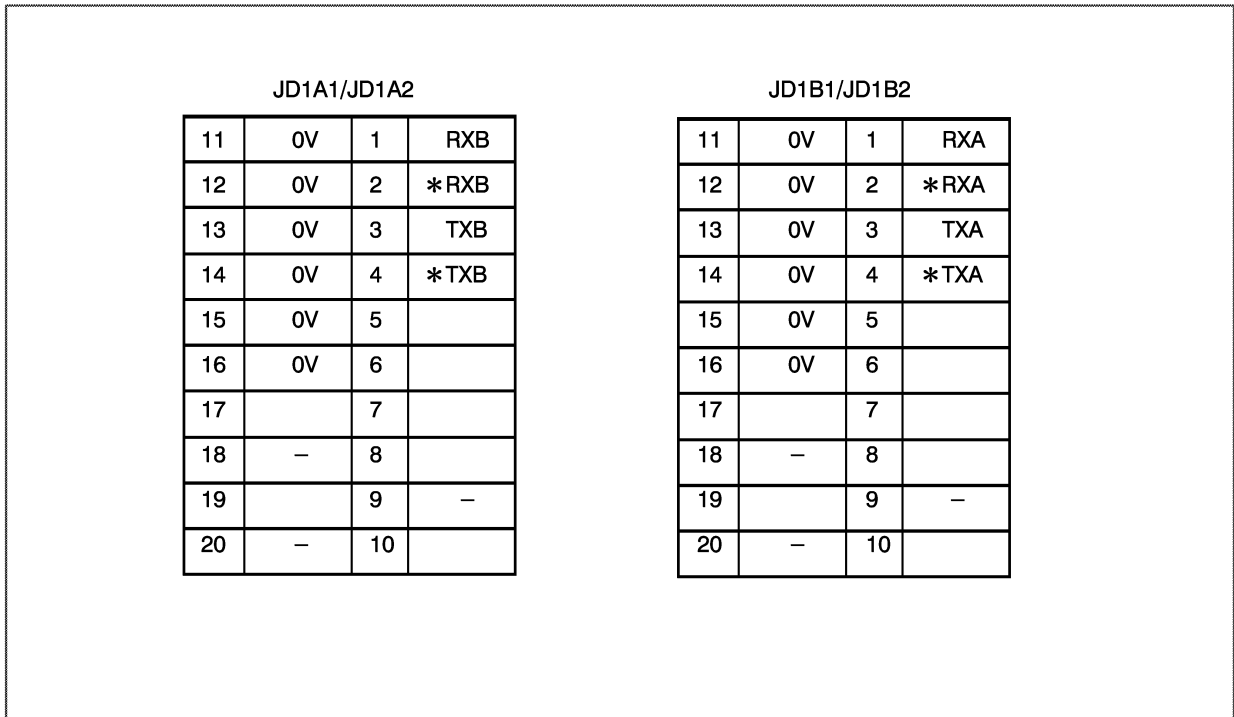 JD1A1/JD1A2
11 0V 1 RXB
12 0V 2 *RXB
13 0V 3 TXB
14 0V 4 *TXB
15 0V 5
16 0V 6
17 7
18 – 8
19 9 –
20 – 10
JD1B1/JD1B2
11 0V 1 RXA
12 0V 2 *RXA
13 0V 3 TXA
14 0V 4 *TXA
15 0V 5
16 0V 6
17 7
18 – 8
19 9 –
20 – 10